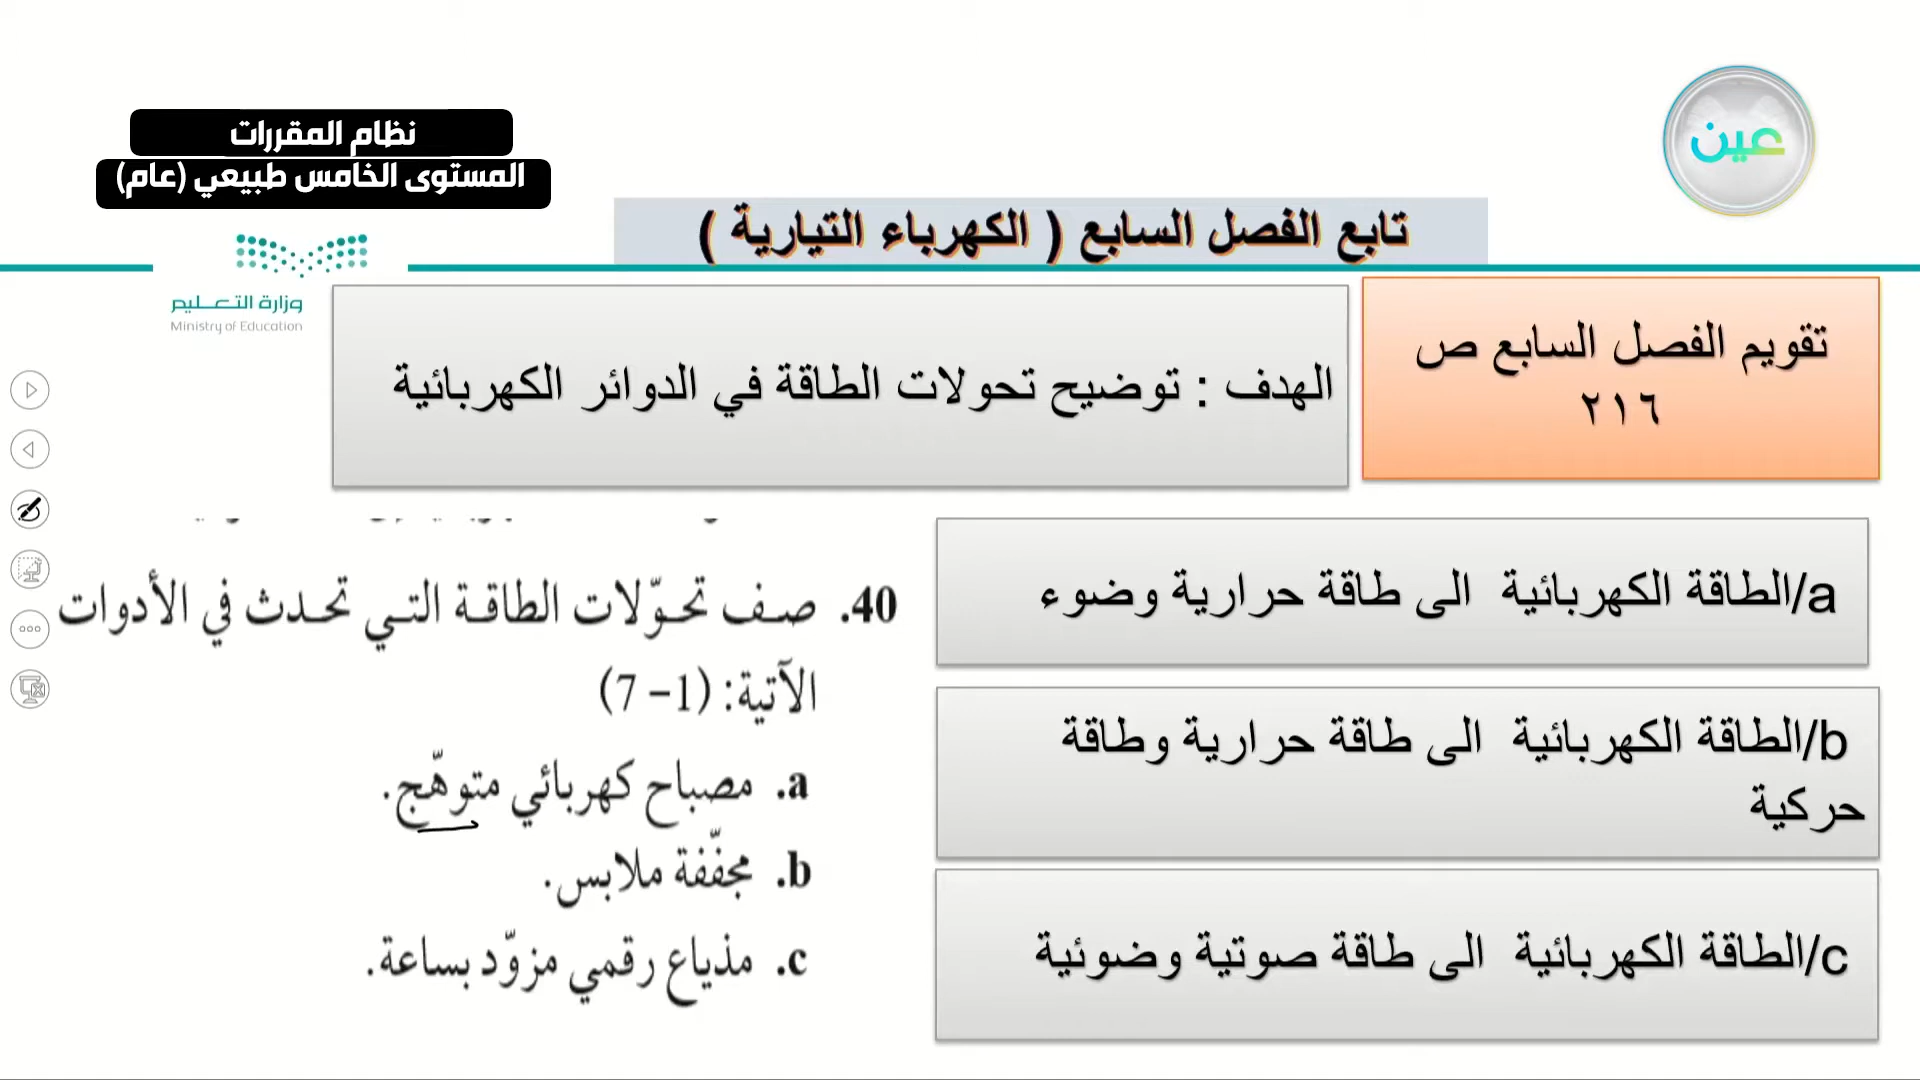 نظام المقررات
المستوى الخامس طبيعي (عام)
عين
تابع الفصل السابع ( الكهرباء التيارية )
وزارة التعليم
Ministry of Education
تقويم الفصل السابع ص
٢١٦
الهدف : توضيح تحولات الطاقة في الدوائر الكهربائية
40. صف تحوّلات الطاقة التي تحدث في الأدوات
الآتية: (1-7)
a. مصباح كهربائي متوهّج.
b. مجفّفة ملابس.
c. مذياع رقمي مزوّد بساعة.
a/الطاقة الكهربائية الى طاقة حرارية وضوء
b/الطاقة الكهربائية الى طاقة حرارية وطاقة
حركية
c/الطاقة الكهربائية الى طاقة صوتية وضوئية